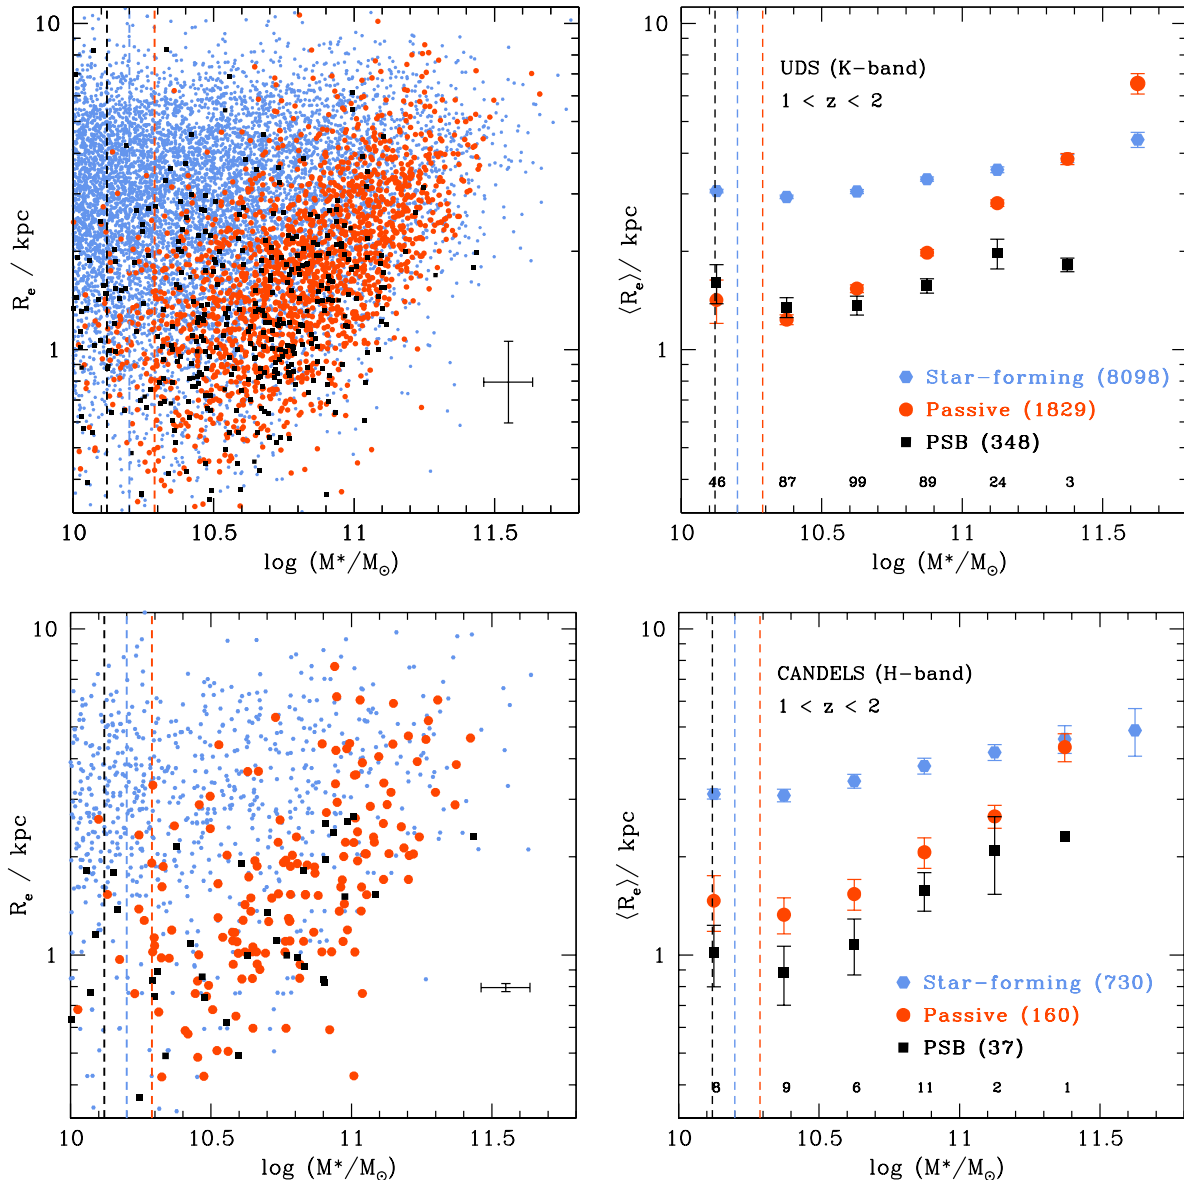 10
1
R_e / kpc
10 10.5 11 11.5
log (M*/M_⊙)
10
1
⟨R_e⟩/ kpc
UDS (K-band)
1 < z < 2
Star-forming (8098)
Passive (1829)
PSB (348)
46 87 99 89 24 3
10 10.5 11 11.5
log (M*/M_⊙)
10
1
R_e / kpc
10 10.5 11 11.5
log (M*/M_⊙)
10
1
⟨R_e⟩/ kpc
CANDELS (H-band)
1 < z < 2
Star-forming (730)
Passive (160)
PSB (37)
8 9 6 11 2 1
10 10.5 11 11.5
log (M*/M_⊙)